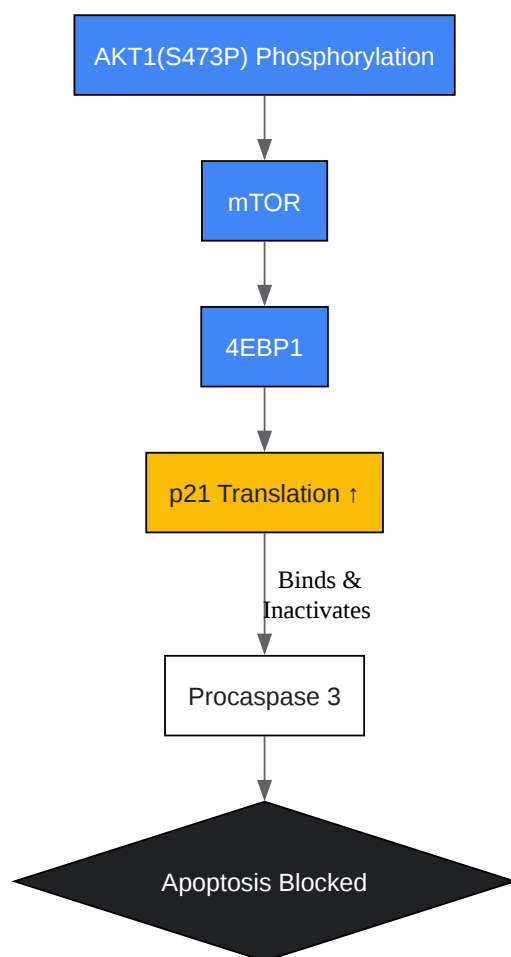 AKT1(S473P) Phosphorylation
mTOR
4EBP1
p21 Translation ↑
Binds &
Inactivates
Procaspase 3
Apoptosis Blocked